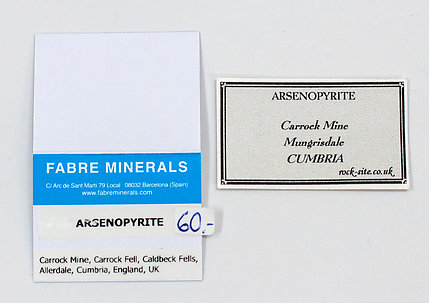 FABRE MINERALS
C/ Arc de Sant Martí 79 Local 08032 Barcelona (Spain)
www.fabreminerals.com
ARSENOPYRITE 60.-
Carrock Mine, Carrock Fell, Caldbeck Fells,
Allerdale, Cumbria, England, UK
ARSENOPYRITE
Carrock Mine
Mungrisdale
CUMBRIA
rock-site.co.uk